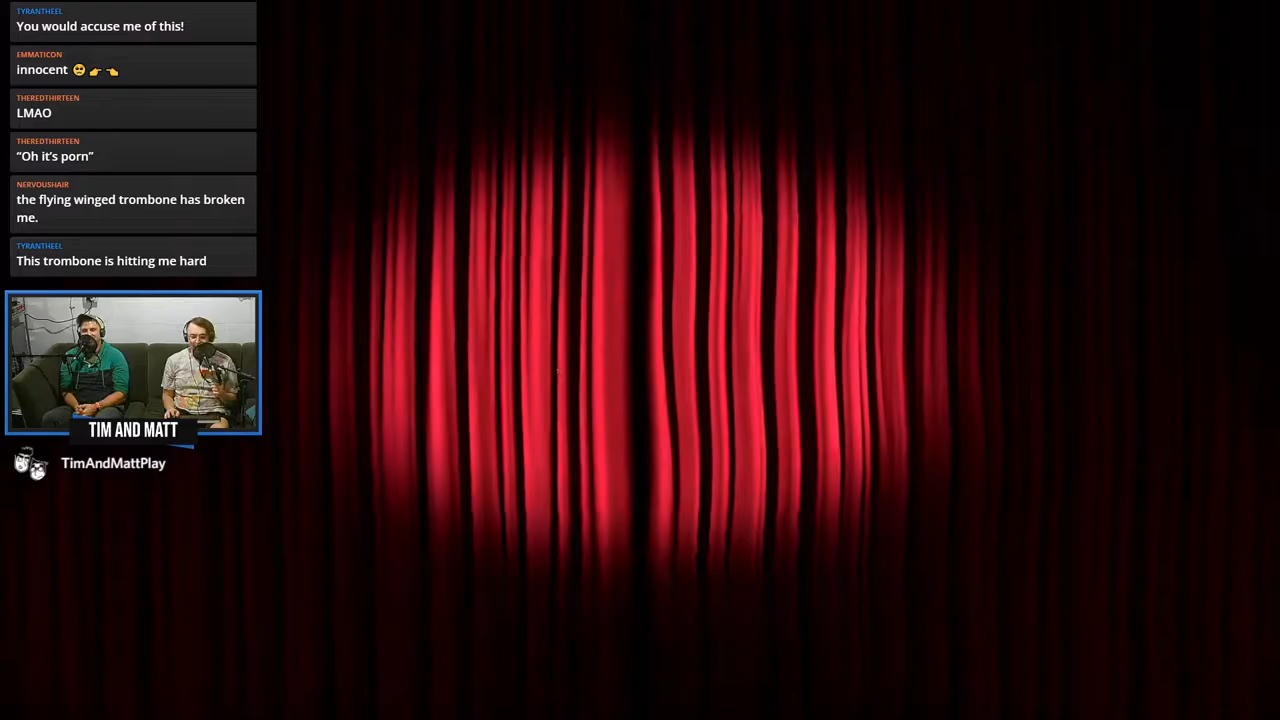 TYRANTHEEL
You would accuse me of this!
EMMATICON
innocent 🥺 👉 👈
THEREDTHIRTEEN
LMAO
THEREDTHIRTEEN
“Oh it’s porn”
NERVOUSHAIR
the flying winged trombone has broken
me.
TYRANTHEEL
This trombone is hitting me hard
TIM AND MATT
TimAndMattPlay